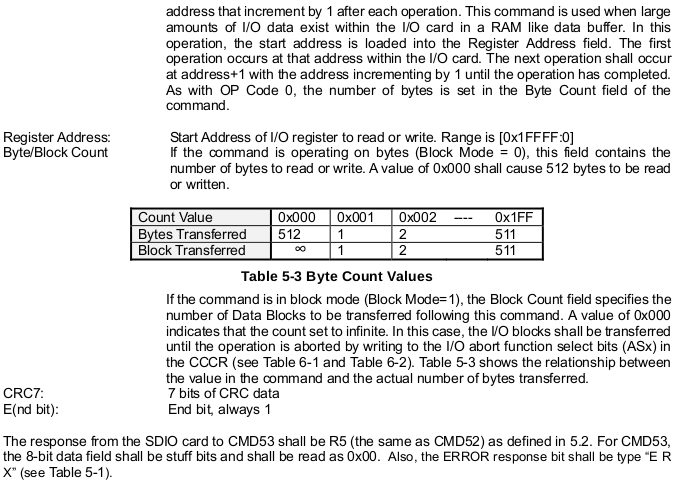 address that increment by 1 after each operation. This command is used when large
amounts of I/O data exist within the I/O card in a RAM like data buffer. In this
operation, the start address is loaded into the Register Address field. The first
operation occurs at that address within the I/O card. The next operation shall occur
at address+1 with the address incrementing by 1 until the operation has completed.
As with OP Code 0, the number of bytes is set in the Byte Count field of the
command.
Register Address: Start Address of I/O register to read or write. Range is [0x1FFFF:0]
Byte/Block Count If the command is operating on bytes (Block Mode = 0), this field contains the
number of bytes to read or write. A value of 0x000 shall cause 512 bytes to be read
or written.
Count Value 0x000 0x001 0x002 ---- 0x1FF
Bytes Transferred 512 1 2 511
Block Transferred ∞ 1 2 511
Table 5-3 Byte Count Values
If the command is in block mode (Block Mode=1), the Block Count field specifies the
number of Data Blocks to be transferred following this command. A value of 0x000
indicates that the count set to infinite. In this case, the I/O blocks shall be transferred
until the operation is aborted by writing to the I/O abort function select bits (ASx) in
the CCCR (see Table 6-1 and Table 6-2). Table 5-3 shows the relationship between
the value in the command and the actual number of bytes transferred.
CRC7: 7 bits of CRC data
E(nd bit): End bit, always 1
The response from the SDIO card to CMD53 shall be R5 (the same as CMD52) as defined in 5.2. For CMD53,
the 8-bit data field shall be stuff bits and shall be read as 0x00. Also, the ERROR response bit shall be type “E R
X” (see Table 5-1).